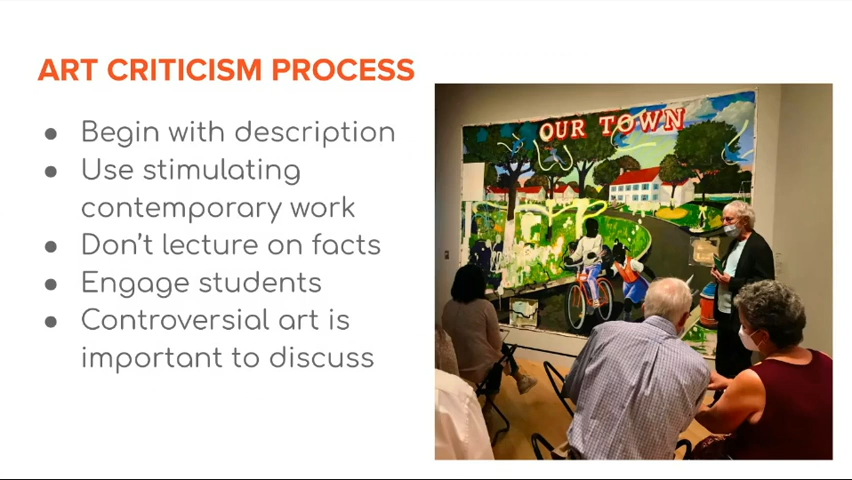 ART CRITICISM PROCESS
● Begin with description
● Use stimulating
contemporary work
● Don't lecture on facts
● Engage students
● Controversial art is
important to discuss
OUR TOWN